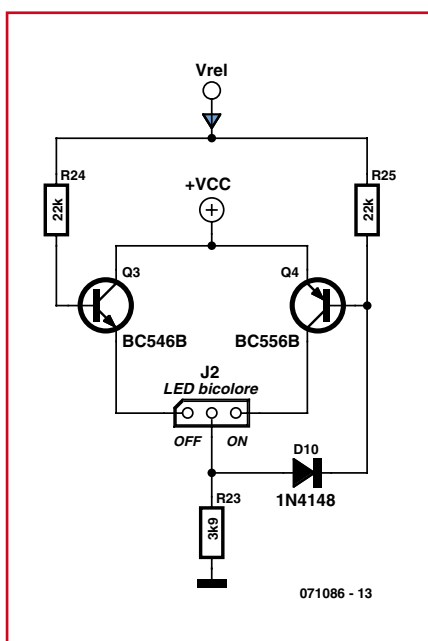 Vrel
R24
22k
R25
22k
+VCC
Q3
Q4
BC546B
BC556B
J2
LED bicolore
OFF
ON
D10
1N4148
R23
3k9
071086 - 13